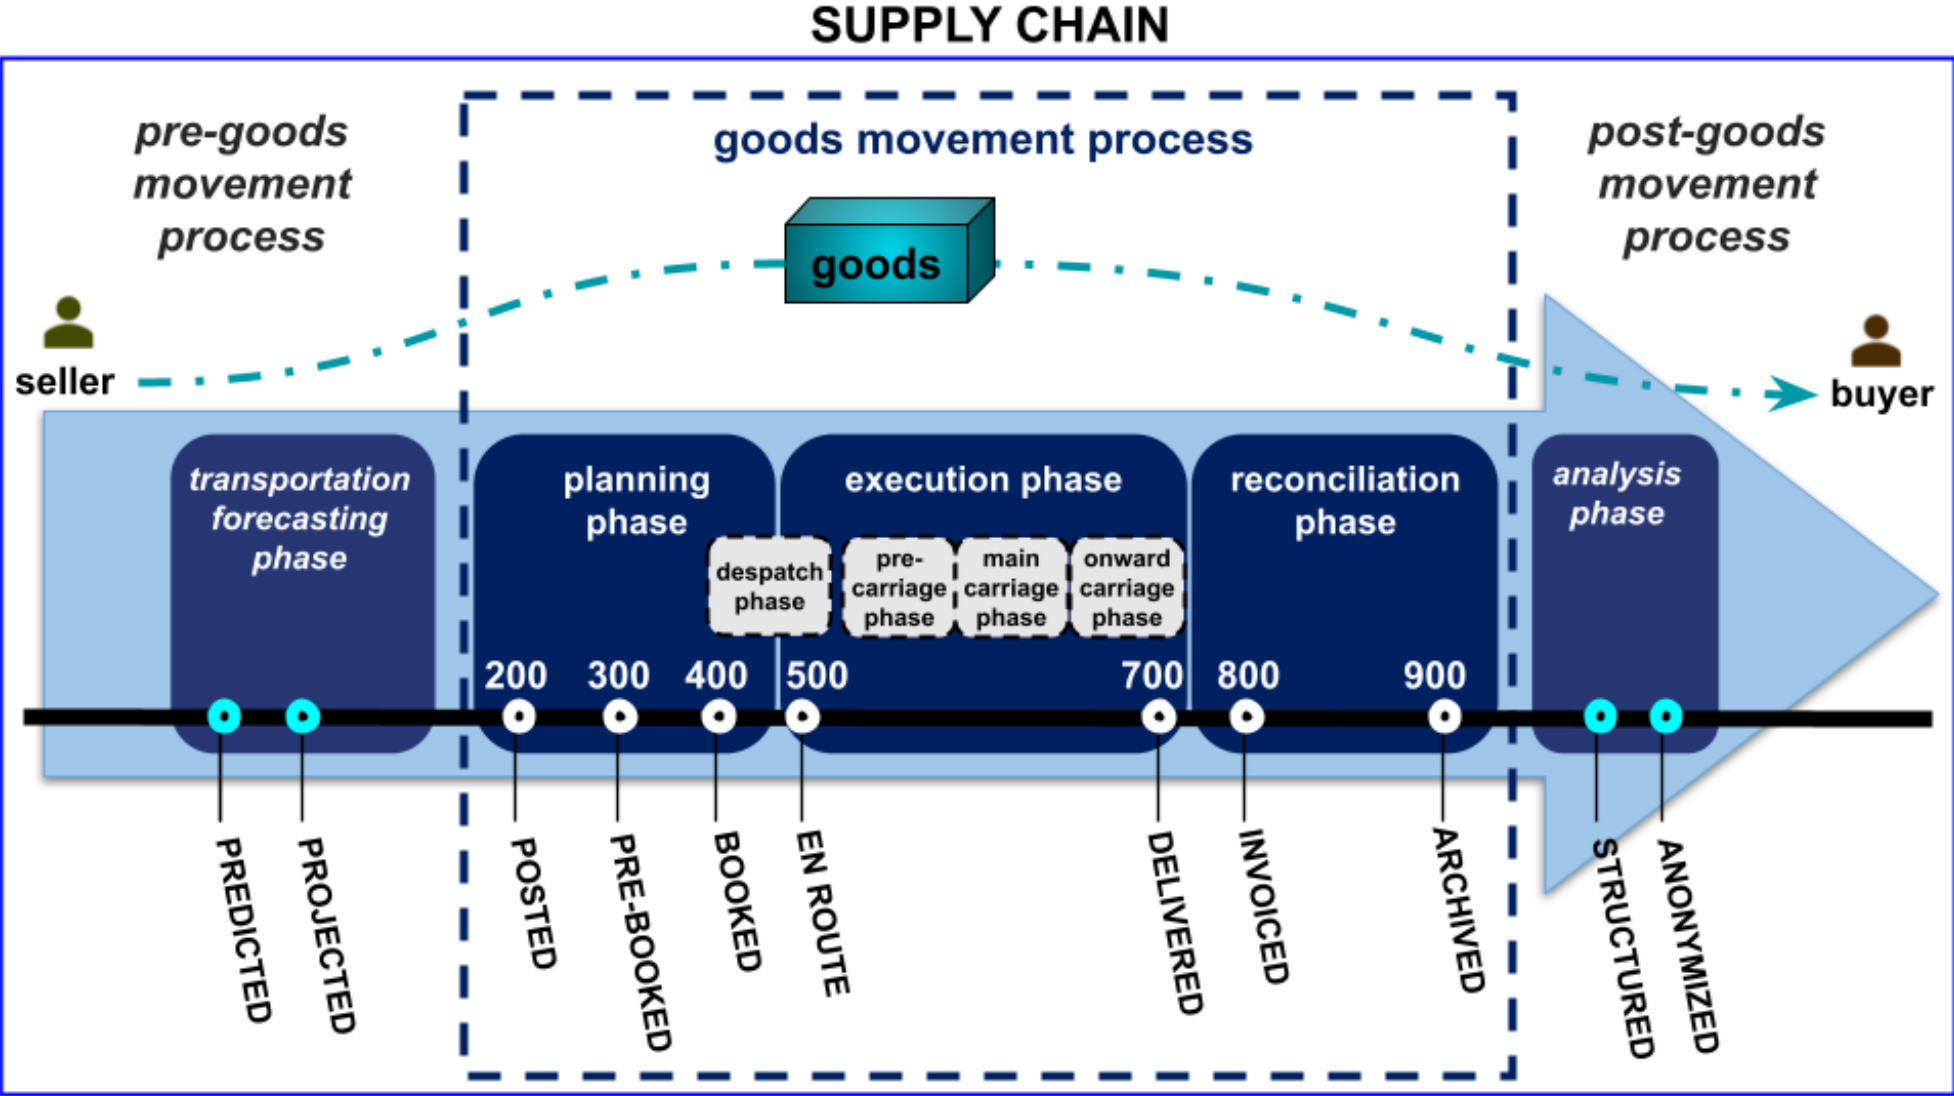 SUPPLY CHAIN
pre-goods
movement
process
goods movement process
post-goods
movement
process
goods
seller
buyer
transportation
forecasting
phase
planning
phase
execution phase
reconciliation
phase
analysis
phase
despatch
phase
pre-
carriage
phase
main
carriage
phase
onward
carriage
phase
200
300
400
500
700
800
900
PREDICTED
PROJECTED
POSTED
PRE-BOOKED
BOOKED
EN ROUTE
DELIVERED
INVOICED
ARCHIVED
STRUCTURED
ANONYMIZED